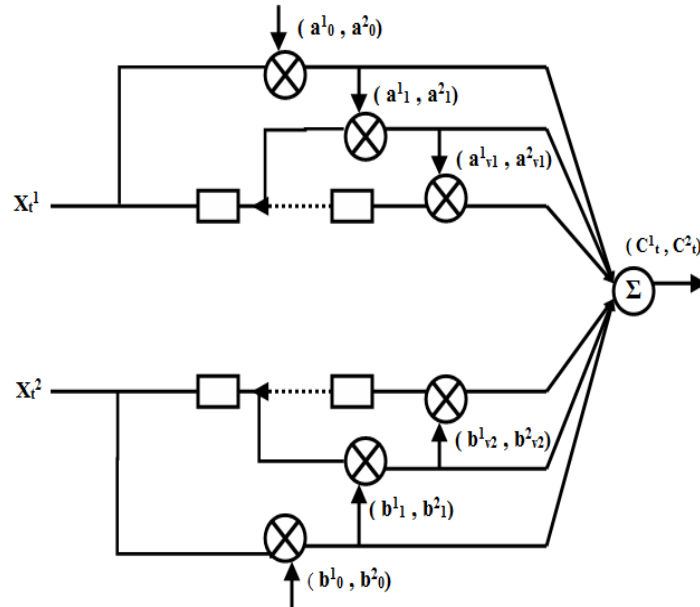 ( a¹₀ , a²₀)
( a¹₁ , a²₁)
( a¹ᵥ₁ , a²ᵥ₁)
Xₜ¹
( C¹ₜ , C²ₜ)
Σ
Xₜ²
( b¹ᵥ₂ , b²ᵥ₂)
( b¹₁ , b²₁)
( b¹₀ , b²₀)